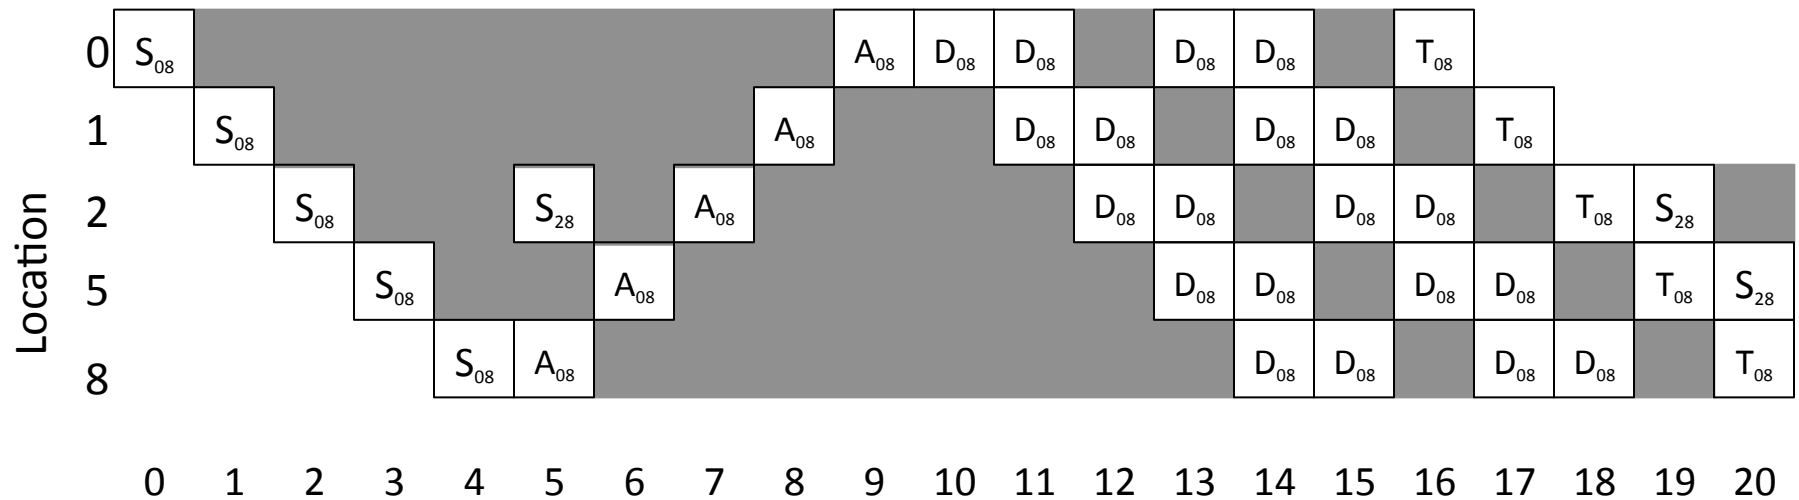 0 S₀₈ A₀₈ D₀₈ D₀₈ D₀₈ D₀₈ T₀₈
1 S₀₈ A₀₈ D₀₈ D₀₈ D₀₈ D₀₈ T₀₈
2 S₀₈ S₂₈ A₀₈ D₀₈ D₀₈ D₀₈ D₀₈ T₀₈ S₂₈
5 S₀₈ A₀₈ D₀₈ D₀₈ D₀₈ D₀₈ T₀₈ S₂₈
8 S₀₈ A₀₈ D₀₈ D₀₈ D₀₈ D₀₈ T₀₈
Location
0 1 2 3 4 5 6 7 8 9 10 11 12 13 14 15 16 17 18 19 20